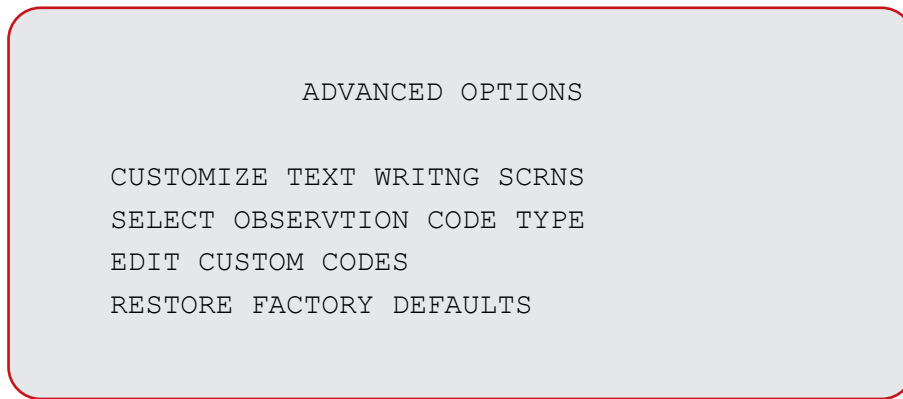 ADVANCED OPTIONS
CUSTOMIZE TEXT WRITNG SCRNS
SELECT OBSERVTION CODE TYPE
EDIT CUSTOM CODES
RESTORE FACTORY DEFAULTS